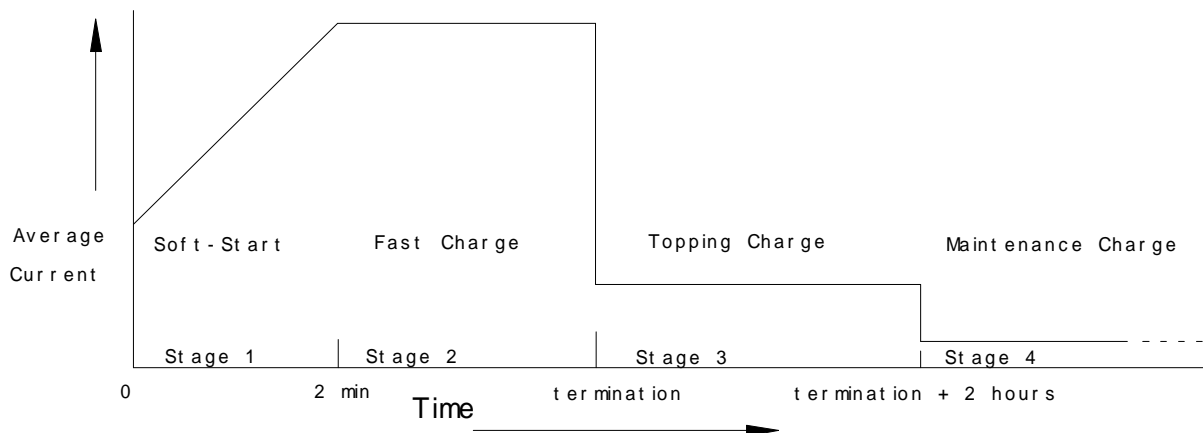 Average
Current
Soft-Start
Fast Charge
Topping Charge
Maintenance Charge
Stage 1
Stage 2
Stage 3
Stage 4
0
2 min
termination
termination + 2 hours
Time